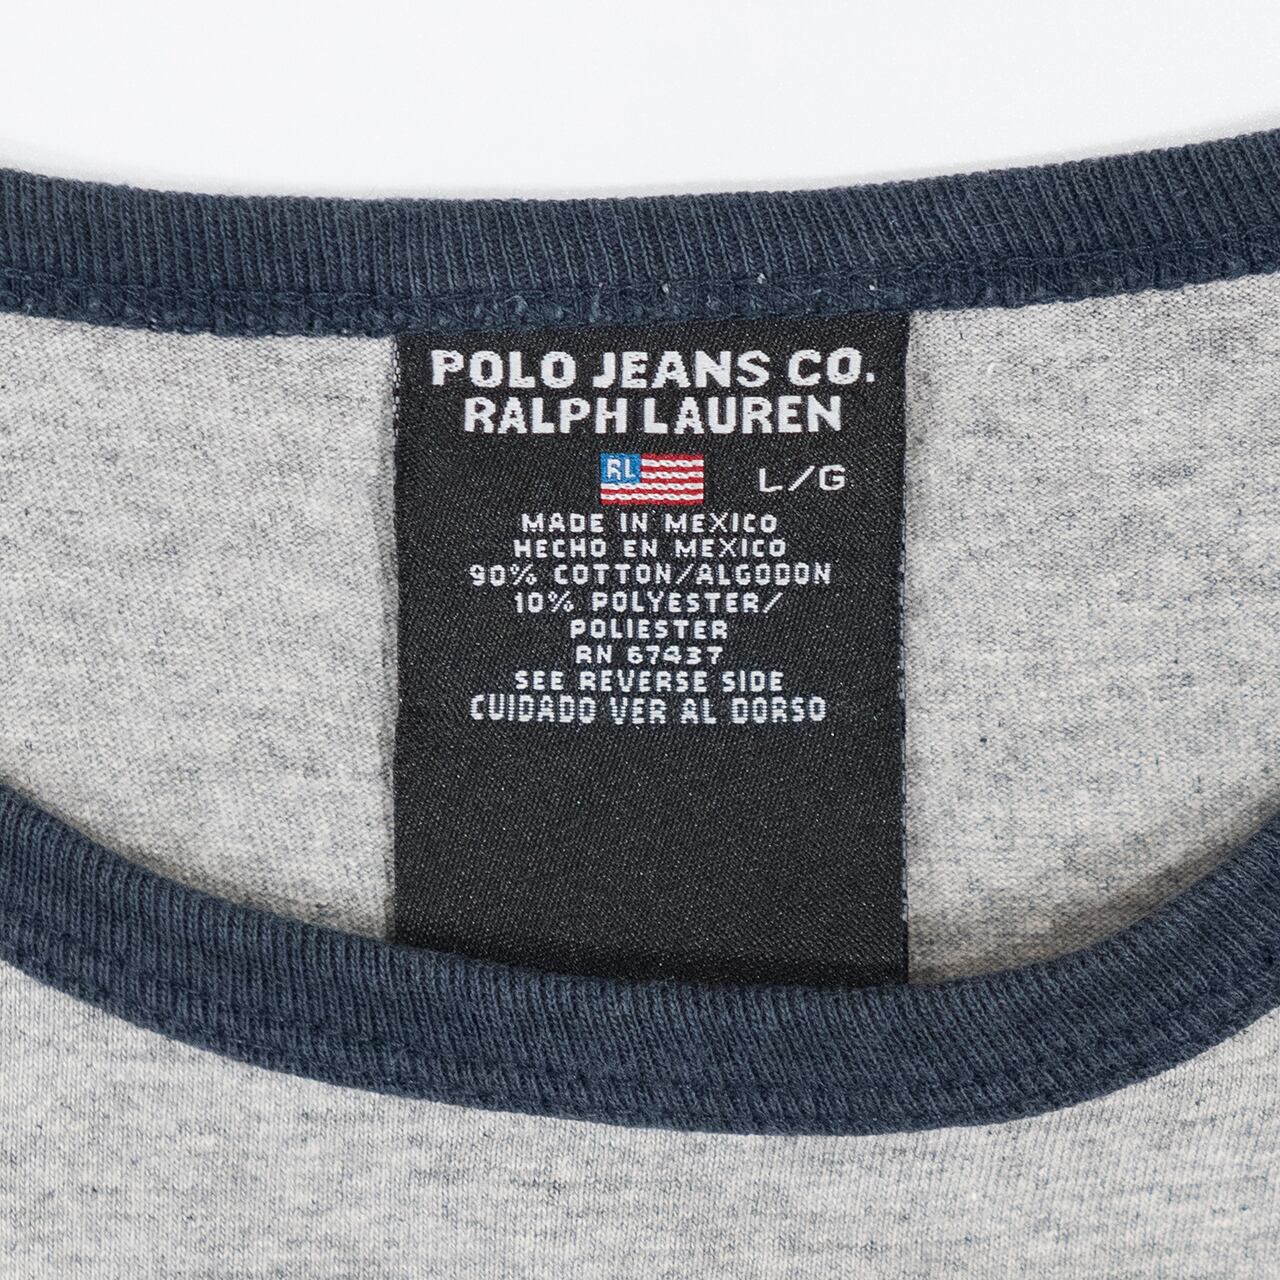 POLO JEANS CO.
RALPH LAUREN
RL L/G
MADE IN MEXICO
HECHO EN MEXICO
90% COTTON/ALGODON
10% POLYESTER/
POLIESTER
RN 67437
SEE REVERSE SIDE
CUIDADO VER AL DORSO